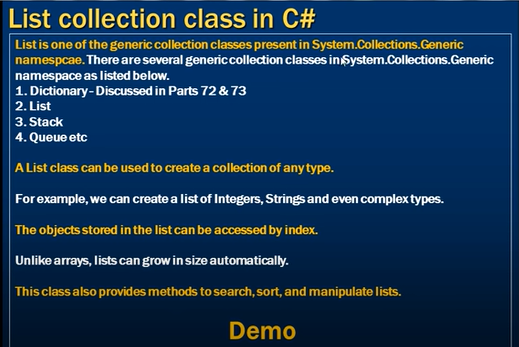 List collection class in C#
List is one of the generic collection classes present in System.Collections.Generic
namespcae. There are several generic collection classes in System.Collections.Generic
namespace as listed below.
1. Dictionary - Discussed in Parts 72 & 73
2. List
3. Stack
4. Queue etc
A List class can be used to create a collection of any type.
For example, we can create a list of Integers, Strings and even complex types.
The objects stored in the list can be accessed by index.
Unlike arrays, lists can grow in size automatically.
This class also provides methods to search, sort, and manipulate lists.
Demo